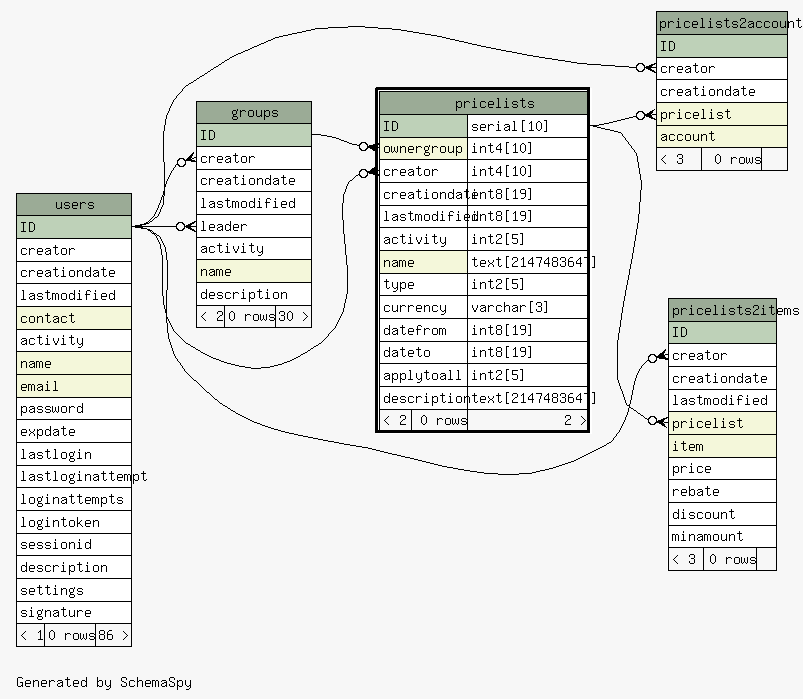 users
ID
creator
creationdate
lastmodified
contact
activity
name
email
password
expdate
lastlogin
lastloginattempt
loginattempts
logintoken
sessionid
description
settings
signature
< 1 0 rows 86 >
groups
ID
creator
creationdate
lastmodified
leader
activity
name
description
< 2 0 rows 30 >
pricelists
ID serial[10]
ownergroup int4[10]
creator int4[10]
creationdate int8[19]
lastmodified int8[19]
activity int2[5]
name text[2147483647]
type int2[5]
currency varchar[3]
datefrom int8[19]
dateto int8[19]
applytoall int2[5]
description text[2147483647]
< 2 0 rows 2 >
pricelists2account
ID
creator
creationdate
pricelist
account
< 3 0 rows
pricelists2items
ID
creator
creationdate
lastmodified
pricelist
item
price
rebate
discount
minamount
< 3 0 rows
Generated by SchemaSpy